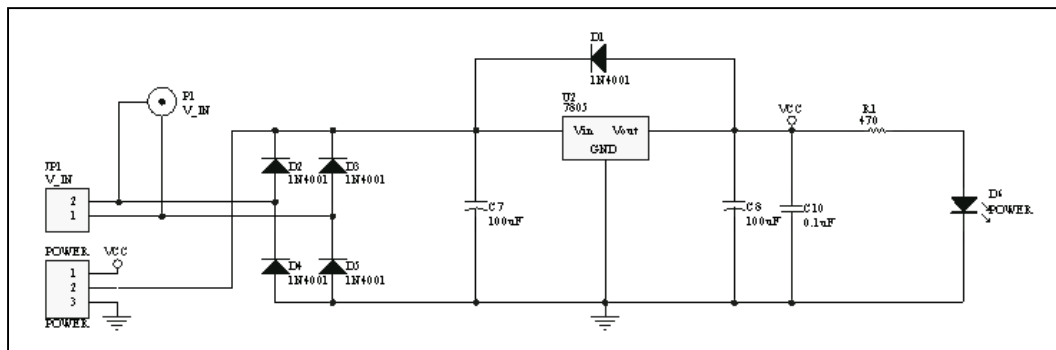 D1
1N4001
P1
V_IN
U2
7805
Vin Vout
GND
VCC
R1
470
JP1
V_IN
2
1
D2
1N4001
D3
1N4001
C7
100uF
C8
100uF
C10
0.1uF
D6
POWER
POWER
VCC
1
2
3
POWER
D4
1N4001
D5
1N4001